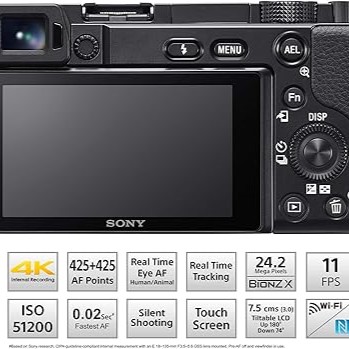 MENU
AEL
Fn
DISP
SONY
4K
Internal Recording
425+425
AF Points
Real Time
Eye AF
Human/Animal
Real Time
Tracking
24.2
Mega Pixels
BIONZ X
11
FPS
ISO
51200
0.02Sec
Fastest AF
Silent
Shooting
Touch
Screen
7.5 cms (3.0)
Tiltable LCD
Up 180°
Down 74°
Wi-Fi
N